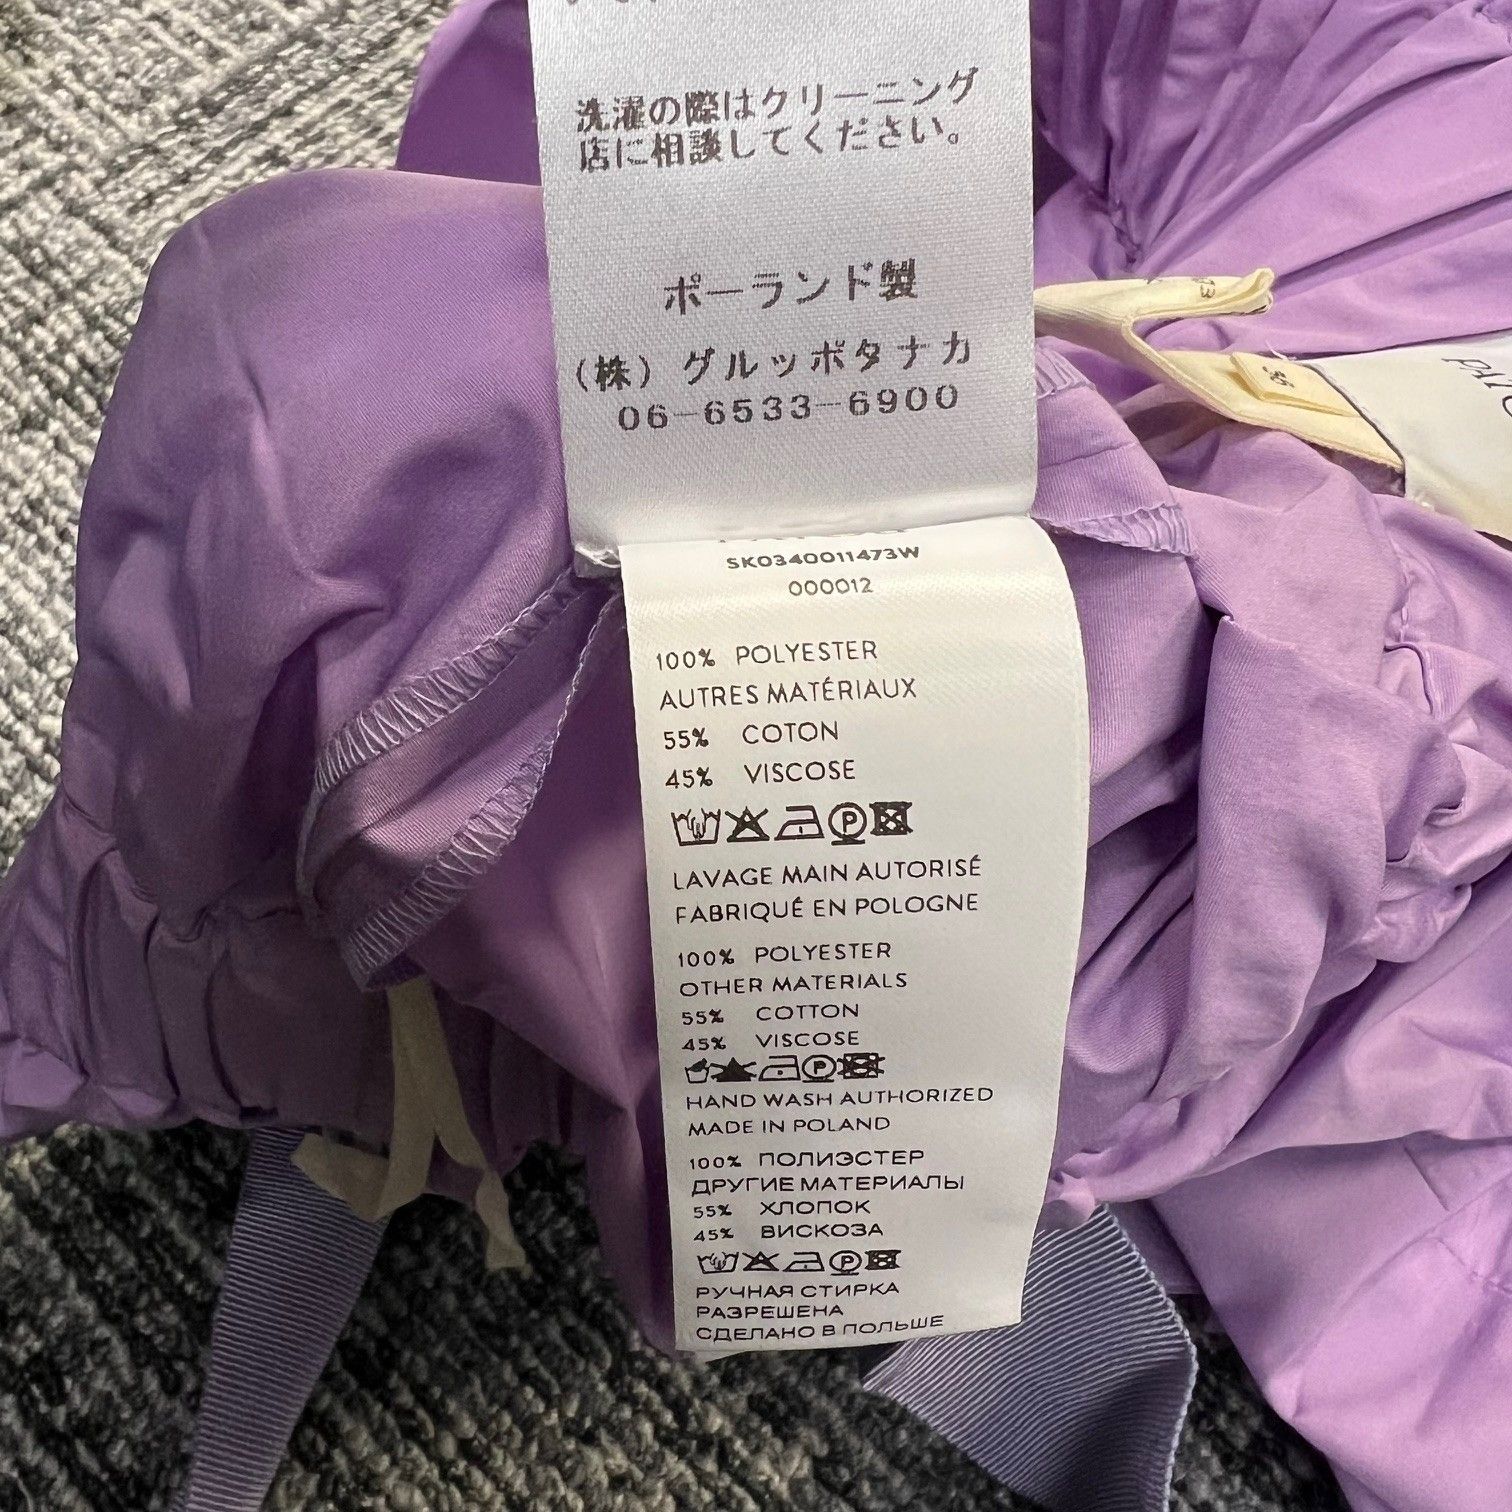 洗濯の際はクリーニング
店に相談してください。
ポーランド製
(株)グルッポタナカ
06-6533-6900
SK0340011473W
000012
100% POLYESTER
AUTRES MATÉRIAUX
55% COTON
45% VISCOSE
P
LAVAGE MAIN AUTORISÉ
FABRIQUÉ EN POLOGNE
100% POLYESTER
OTHER MATERIALS
55% COTTON
45% VISCOSE
P
HAND WASH AUTHORIZED
MADE IN POLAND
100% ПОЛИЭСТЕР
ДРУГИЕ МАТЕРИАЛЫ
55% ХЛОПОК
45% ВИСКОЗА
P
РУЧНАЯ СТИРКА
РАЗРЕШЕНА
СДЕЛАНО В ПОЛЬШЕ
36